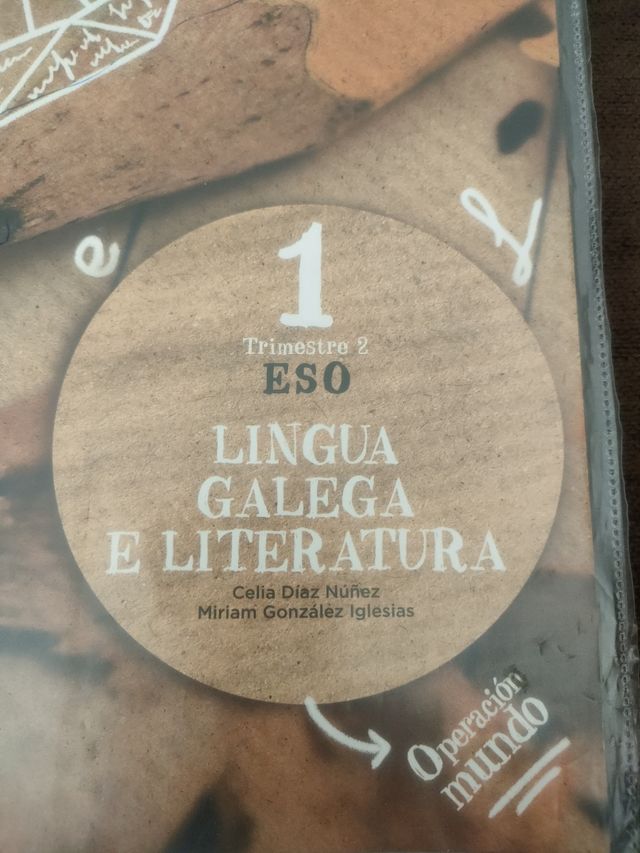 e
l
1
Trimestre 2
ESO
LINGUA
GALEGA
E LITERATURA
Celia Díaz Núñez
Miriam González Iglesias
Operación
mundo